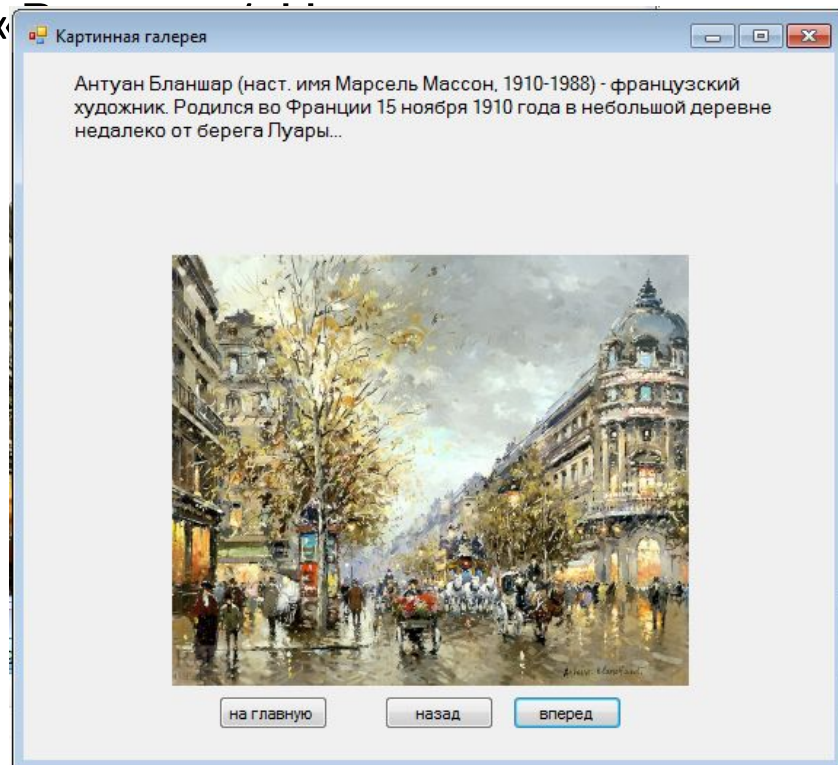 «
Картинная галерея
Антуан Бланшар (наст. имя Марсель Массон, 1910-1988) - французский
художник. Родился во Франции 15 ноября 1910 года в небольшой деревне
недалеко от берега Луары...
на главную назад вперед